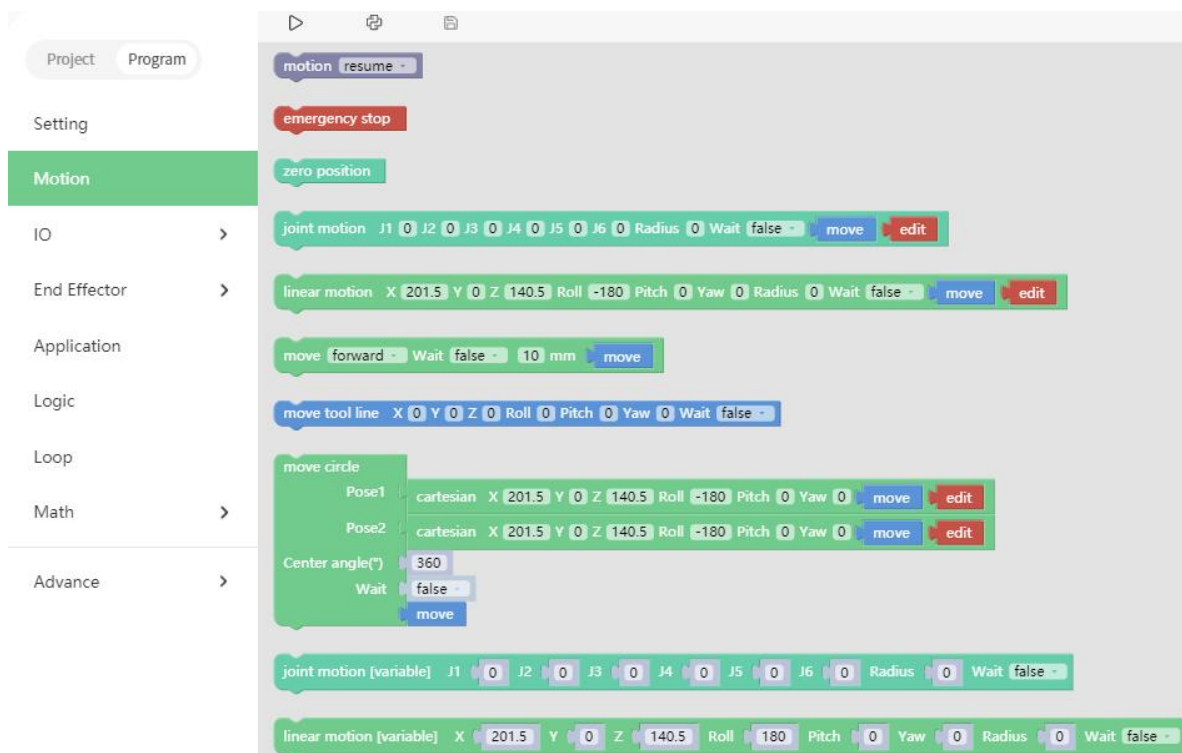 Project Program
Setting
Motion
IO
End Effector
Application
Logic
Loop
Math
Advance
motion resume
emergency stop
zero position
joint motion J1 0 J2 0 J3 0 J4 0 J5 0 J6 0 Radius 0 Wait false move edit
linear motion X 201.5 Y 0 Z 140.5 Roll -180 Pitch 0 Yaw 0 Radius 0 Wait false move edit
move forward Wait false 10 mm move
move tool line X 0 Y 0 Z 0 Roll 0 Pitch 0 Yaw 0 Wait false
move circle
Pose1 cartesian X 201.5 Y 0 Z 140.5 Roll -180 Pitch 0 Yaw 0 move edit
Pose2 cartesian X 201.5 Y 0 Z 140.5 Roll -180 Pitch 0 Yaw 0 move edit
Center angle(°) 360
Wait false
move
joint motion [variable] J1 0 J2 0 J3 0 J4 0 J5 0 J6 0 Radius 0 Wait false
linear motion [variable] X 201.5 Y 0 Z 140.5 Roll 180 Pitch 0 Yaw 0 Radius 0 Wait false